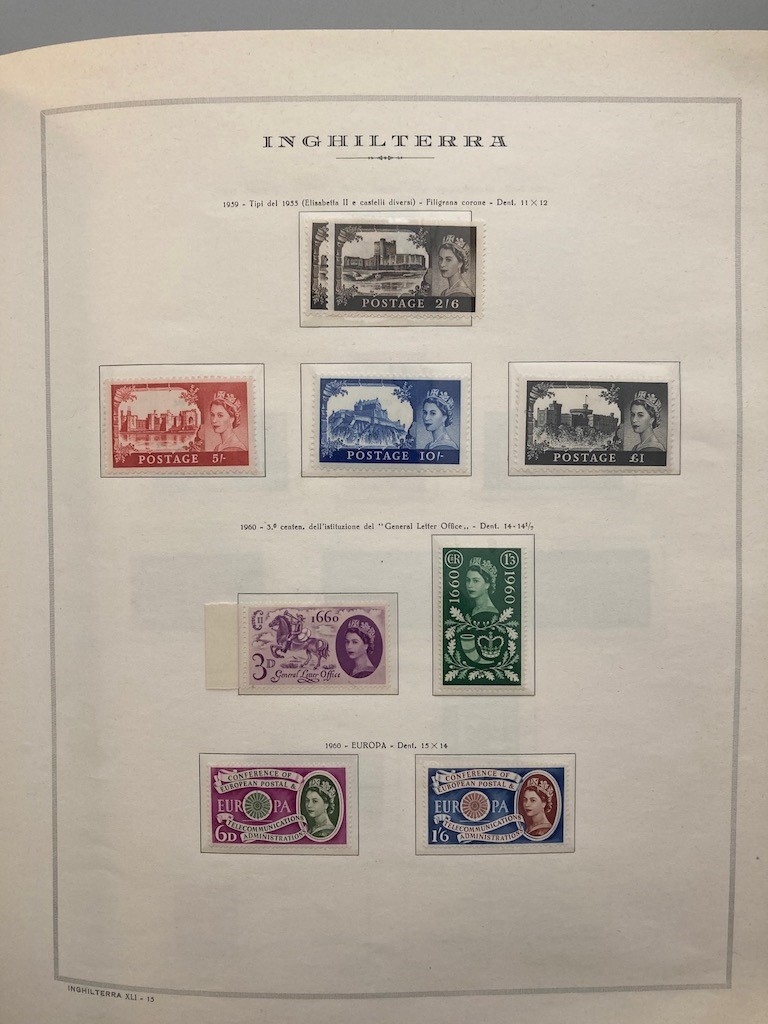 INGHILTERRA
1959 - Tipi del 1955 (Elisabetta II e castelli diversi) - Filigrana corone - Dent. 11 × 12
POSTAGE 2/6
POSTAGE 5/-
POSTAGE 10/-
POSTAGE £1
1960 - 3.º centen. dell'istituzione del "General Letter Office„ - Dent. 14-14¹/₇
C II
1660
3D
General Letter Office
CR 1'3
1660 1960
1960 - EUROPA - Dent. 15 × 14
CONFERENCE OF
EUROPEAN POSTAL &
EUROPA
TELECOMMUNICATIONS
6D ADMINISTRATIONS
CONFERENCE OF
EUROPEAN POSTAL &
EUROPA
TELECOMMUNICATIONS
1'6 ADMINISTRATIONS
INGHILTERRA XLI - 13